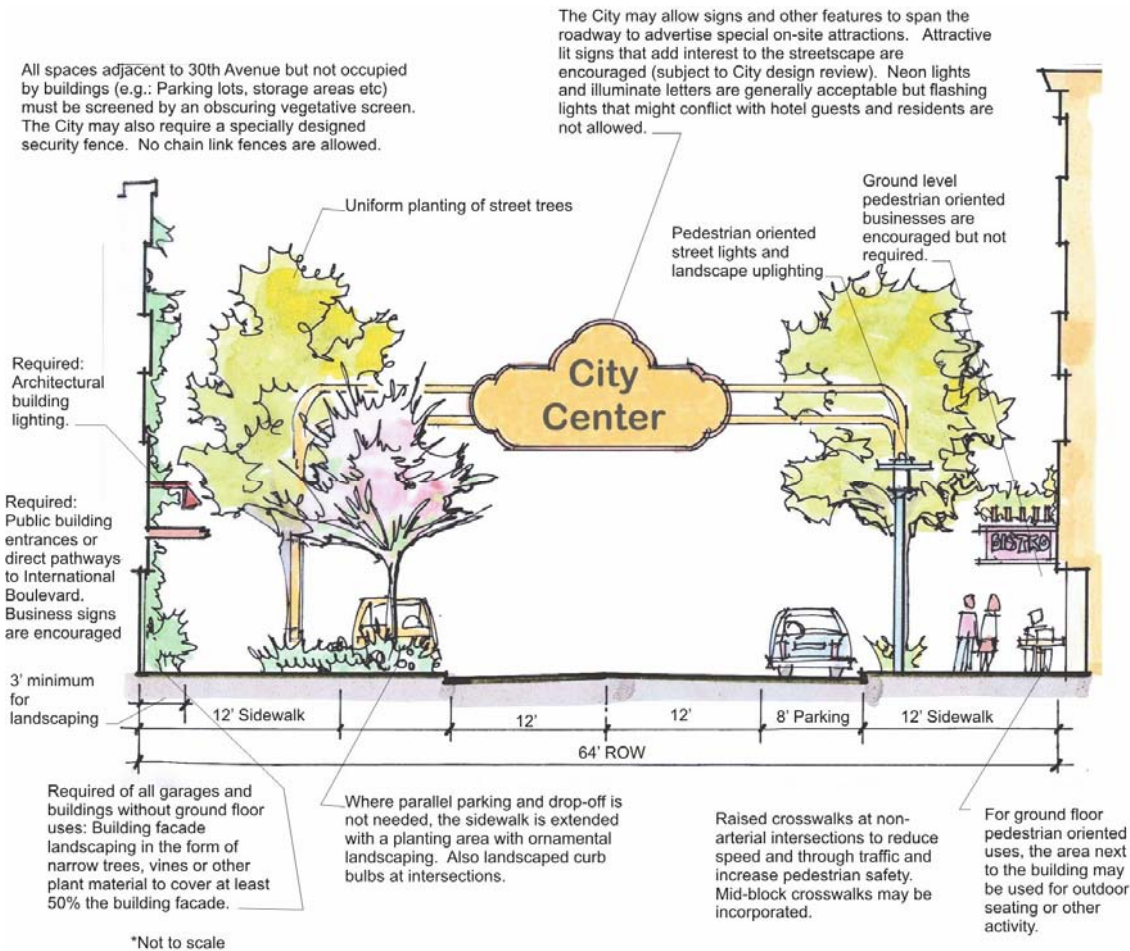 The City may allow signs and other features to span the
roadway to advertise special on-site attractions. Attractive
lit signs that add interest to the streetscape are
encouraged (subject to City design review). Neon lights
and illuminate letters are generally acceptable but flashing
lights that might conflict with hotel guests and residents are
not allowed.
All spaces adjacent to 30th Avenue but not occupied
by buildings (e.g.: Parking lots, storage areas etc)
must be screened by an obscuring vegetative screen.
The City may also require a specially designed
security fence. No chain link fences are allowed.
Uniform planting of street trees
Ground level
pedestrian oriented
businesses are
encouraged but not
required.
Pedestrian oriented
street lights and
landscape uplighting
Required:
Architectural
building
lighting.
City
Center
Required:
Public building
entrances or
direct pathways
to International
Boulevard.
Business signs
are encouraged
BISTRO
3' minimum
for
landscaping
12' Sidewalk
12'
12'
8' Parking
12' Sidewalk
64' ROW
Required of all garages and
buildings without ground floor
uses: Building facade
landscaping in the form of
narrow trees, vines or other
plant material to cover at least
50% the building facade.
Where parallel parking and drop-off is
not needed, the sidewalk is extended
with a planting area with ornamental
landscaping. Also landscaped curb
bulbs at intersections.
Raised crosswalks at non-
arterial intersections to reduce
speed and through traffic and
increase pedestrian safety.
Mid-block crosswalks may be
incorporated.
For ground floor
pedestrian oriented
uses, the area next
to the building may
be used for outdoor
seating or other
activity.
*Not to scale